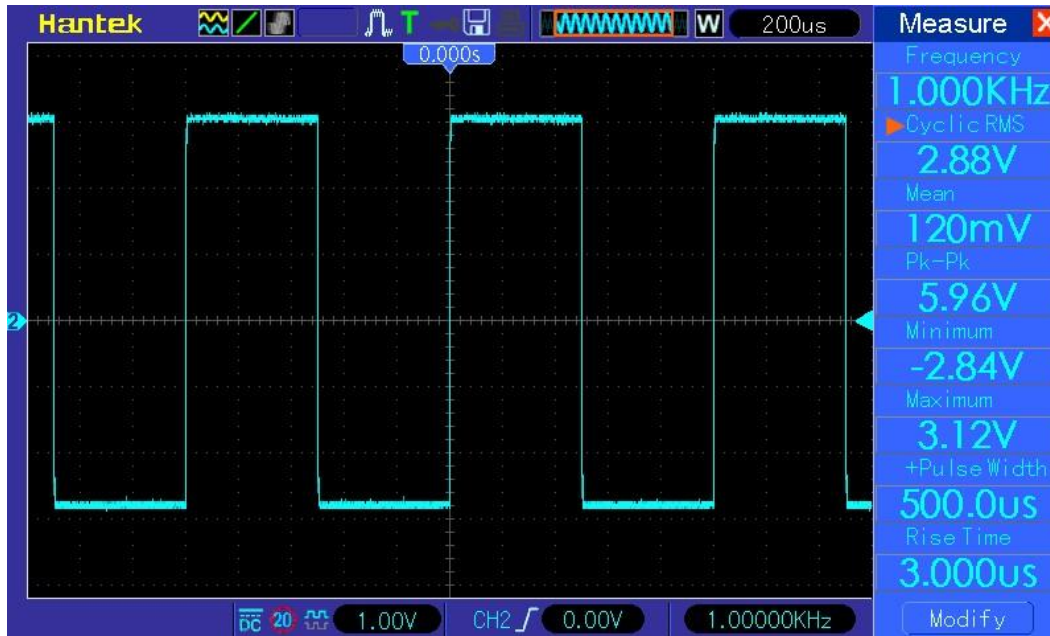 Hantek T W 200us Measure X
0.000s
Frequency
1.000KHz
Cyclic RMS
2.88V
Mean
120mV
Pk-Pk
5.96V
Minimum
2
-2.84V
Maximum
3.12V
+Pulse Width
500.0us
Rise Time
3.000us
DC 20 1.00V CH2 0.00V 1.00000KHz Modify